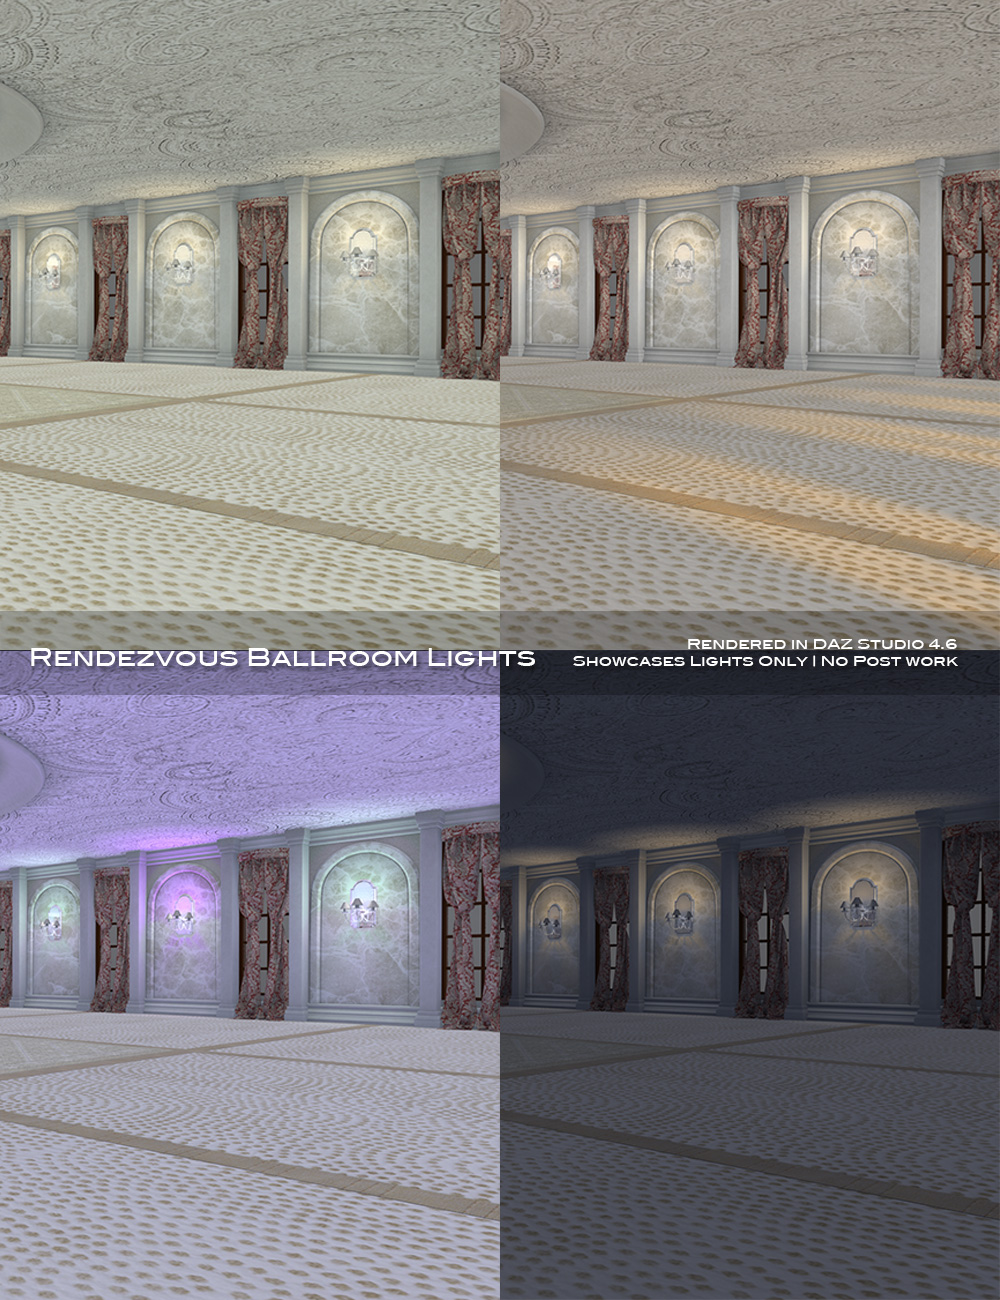 Rendezvous Ballroom Lights
Rendered in DAZ Studio 4.6
Showcases Lights Only | No Post work